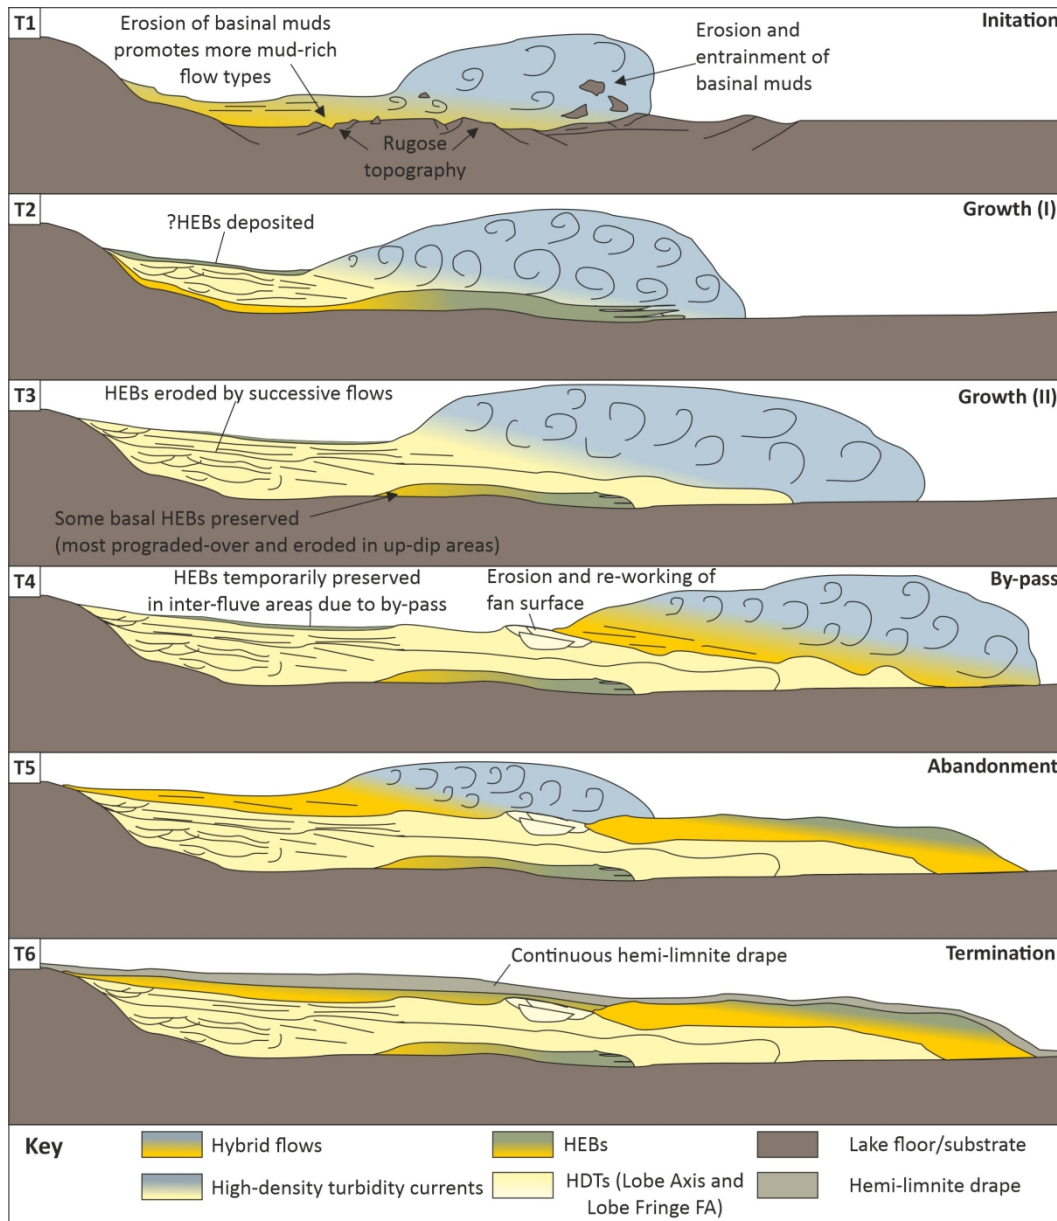 T1
Initation
Erosion of basinal muds
promotes more mud-rich
flow types
Erosion and
entrainment of
basinal muds
Rugose
topography
T2
Growth (I)
?HEBs deposited
T3
Growth (II)
HEBs eroded by successive flows
Some basal HEBs preserved
(most prograded-over and eroded in up-dip areas)
T4
By-pass
HEBs temporarily preserved
in inter-fluve areas due to by-pass
Erosion and re-working of
fan surface
T5
Abandonment
T6
Termination
Continuous hemi-limnite drape
Key
Hybrid flows
HEBs
Lake floor/substrate
High-density turbidity currents
HDTs (Lobe Axis and
Lobe Fringe FA)
Hemi-limnite drape